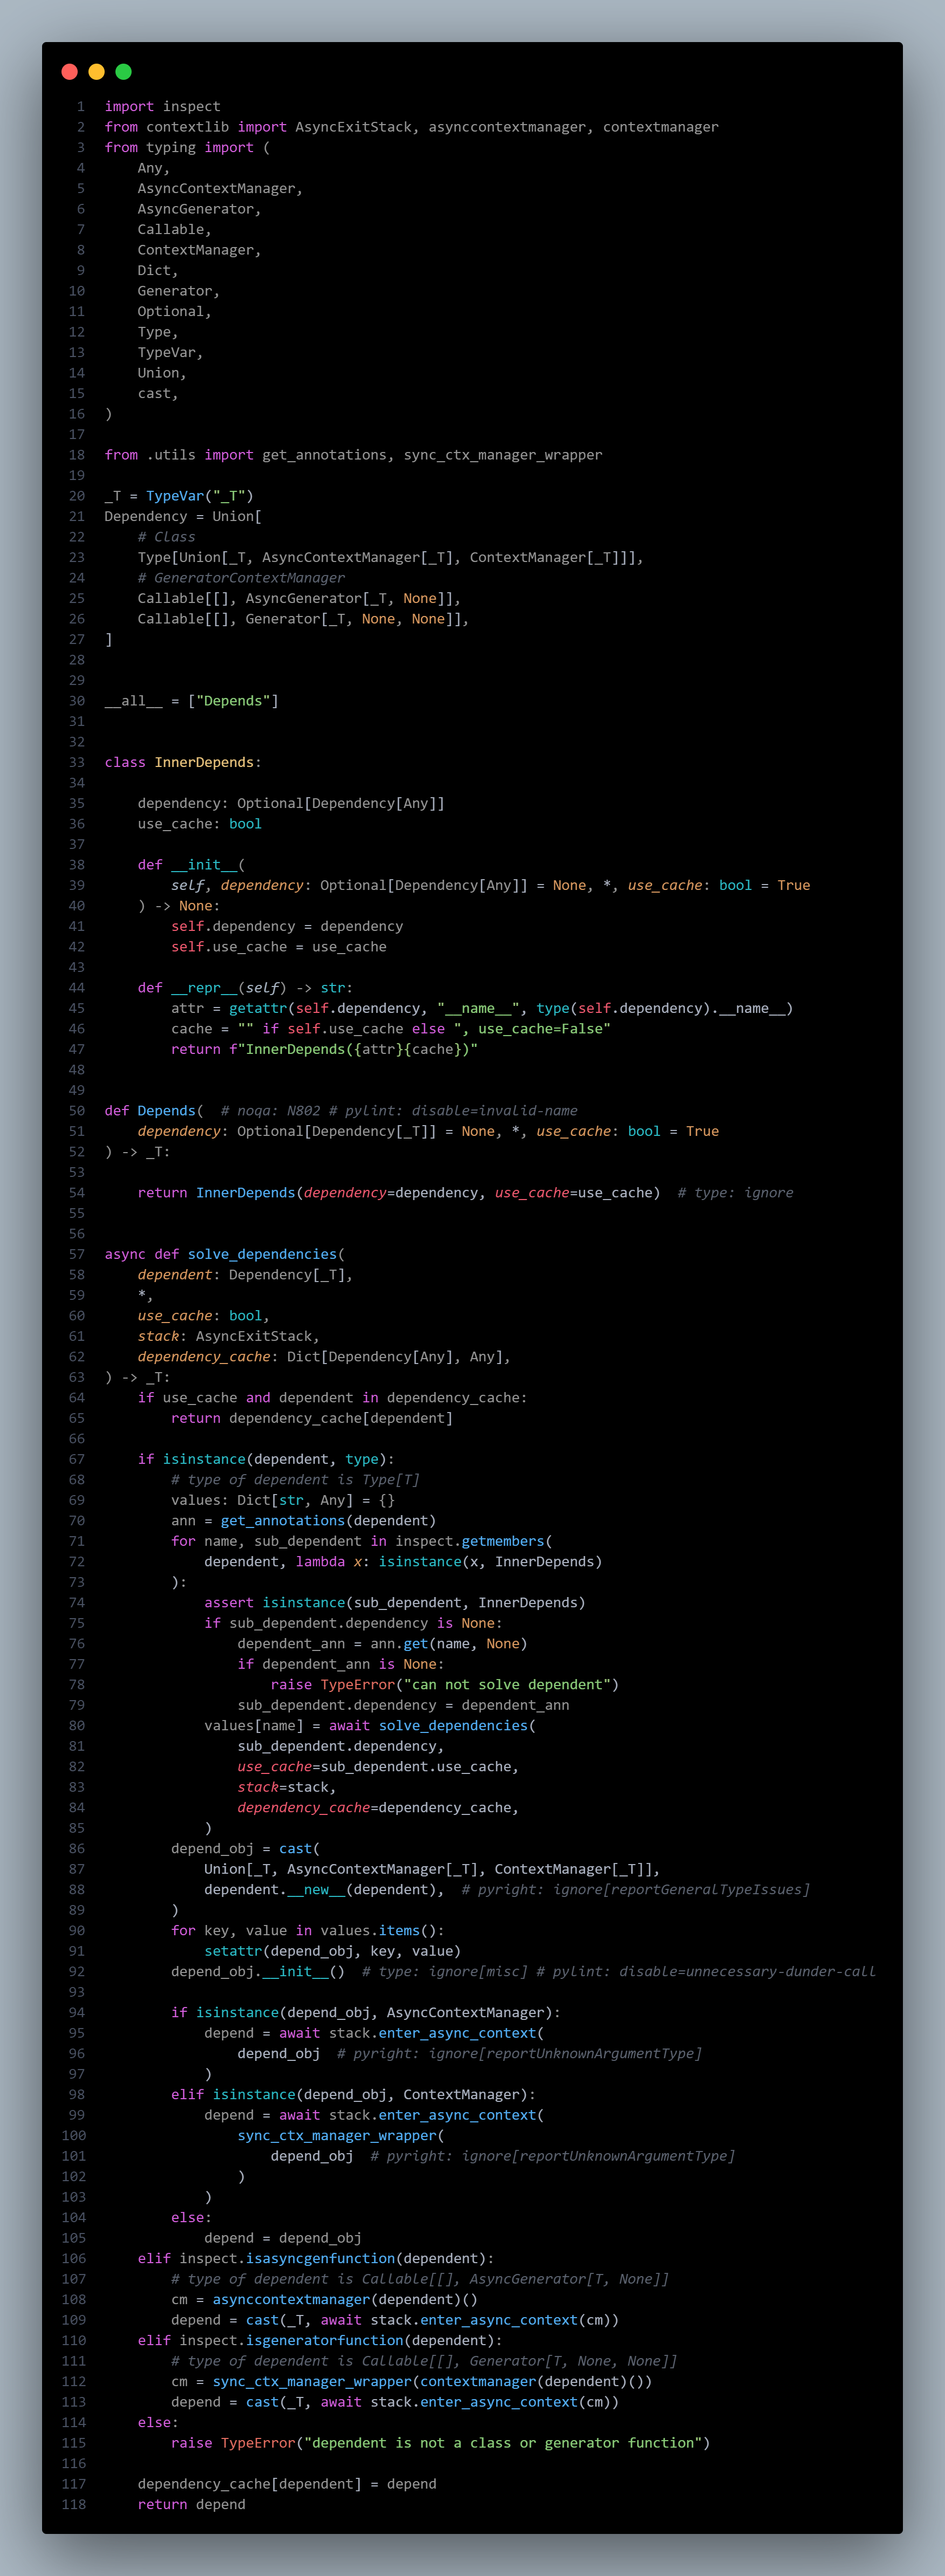 1 import inspect
2 from contextlib import AsyncExitStack, asynccontextmanager, contextmanager
3 from typing import (
4     Any,
5     AsyncContextManager,
6     AsyncGenerator,
7     Callable,
8     ContextManager,
9     Dict,
10     Generator,
11     Optional,
12     Type,
13     TypeVar,
14     Union,
15     cast,
16 )
17
18 from .utils import get_annotations, sync_ctx_manager_wrapper
19
20 _T = TypeVar("_T")
21 Dependency = Union[
22     # Class
23     Type[Union[_T, AsyncContextManager[_T], ContextManager[_T]]],
24     # GeneratorContextManager
25     Callable[[], AsyncGenerator[_T, None]],
26     Callable[[], Generator[_T, None, None]],
27 ]
28
29
30 __all__ = ["Depends"]
31
32
33 class InnerDepends:
34
35     dependency: Optional[Dependency[Any]]
36     use_cache: bool
37
38     def __init__(
39         self, dependency: Optional[Dependency[Any]] = None, *, use_cache: bool = True
40     ) -> None:
41         self.dependency = dependency
42         self.use_cache = use_cache
43
44     def __repr__(self) -> str:
45         attr = getattr(self.dependency, "__name__", type(self.dependency).__name__)
46         cache = "" if self.use_cache else ", use_cache=False"
47         return f"InnerDepends({attr}{cache})"
48
49
50 def Depends(  # noqa: N802 # pylint: disable=invalid-name
51     dependency: Optional[Dependency[_T]] = None, *, use_cache: bool = True
52 ) -> _T:
53
54     return InnerDepends(dependency=dependency, use_cache=use_cache)  # type: ignore
55
56
57 async def solve_dependencies(
58     dependent: Dependency[_T],
59     *,
60     use_cache: bool,
61     stack: AsyncExitStack,
62     dependency_cache: Dict[Dependency[Any], Any],
63 ) -> _T:
64     if use_cache and dependent in dependency_cache:
65         return dependency_cache[dependent]
66
67     if isinstance(dependent, type):
68         # type of dependent is Type[T]
69         values: Dict[str, Any] = {}
70         ann = get_annotations(dependent)
71         for name, sub_dependent in inspect.getmembers(
72             dependent, lambda x: isinstance(x, InnerDepends)
73         ):
74             assert isinstance(sub_dependent, InnerDepends)
75             if sub_dependent.dependency is None:
76                 dependent_ann = ann.get(name, None)
77                 if dependent_ann is None:
78                     raise TypeError("can not solve dependent")
79                 sub_dependent.dependency = dependent_ann
80             values[name] = await solve_dependencies(
81                 sub_dependent.dependency,
82                 use_cache=sub_dependent.use_cache,
83                 stack=stack,
84                 dependency_cache=dependency_cache,
85             )
86         depend_obj = cast(
87             Union[_T, AsyncContextManager[_T], ContextManager[_T]],
88             dependent.__new__(dependent),  # pyright: ignore[reportGeneralTypeIssues]
89         )
90         for key, value in values.items():
91             setattr(depend_obj, key, value)
92         depend_obj.__init__()  # type: ignore[misc] # pylint: disable=unnecessary-dunder-call
93
94         if isinstance(depend_obj, AsyncContextManager):
95             depend = await stack.enter_async_context(
96                 depend_obj  # pyright: ignore[reportUnknownArgumentType]
97             )
98         elif isinstance(depend_obj, ContextManager):
99             depend = await stack.enter_async_context(
100                 sync_ctx_manager_wrapper(
101                     depend_obj  # pyright: ignore[reportUnknownArgumentType]
102                 )
103             )
104         else:
105             depend = depend_obj
106     elif inspect.isasyncgenfunction(dependent):
107         # type of dependent is Callable[[], AsyncGenerator[T, None]]
108         cm = asynccontextmanager(dependent)()
109         depend = cast(_T, await stack.enter_async_context(cm))
110     elif inspect.isgeneratorfunction(dependent):
111         # type of dependent is Callable[[], Generator[T, None, None]]
112         cm = sync_ctx_manager_wrapper(contextmanager(dependent)())
113         depend = cast(_T, await stack.enter_async_context(cm))
114     else:
115         raise TypeError("dependent is not a class or generator function")
116
117     dependency_cache[dependent] = depend
118     return depend